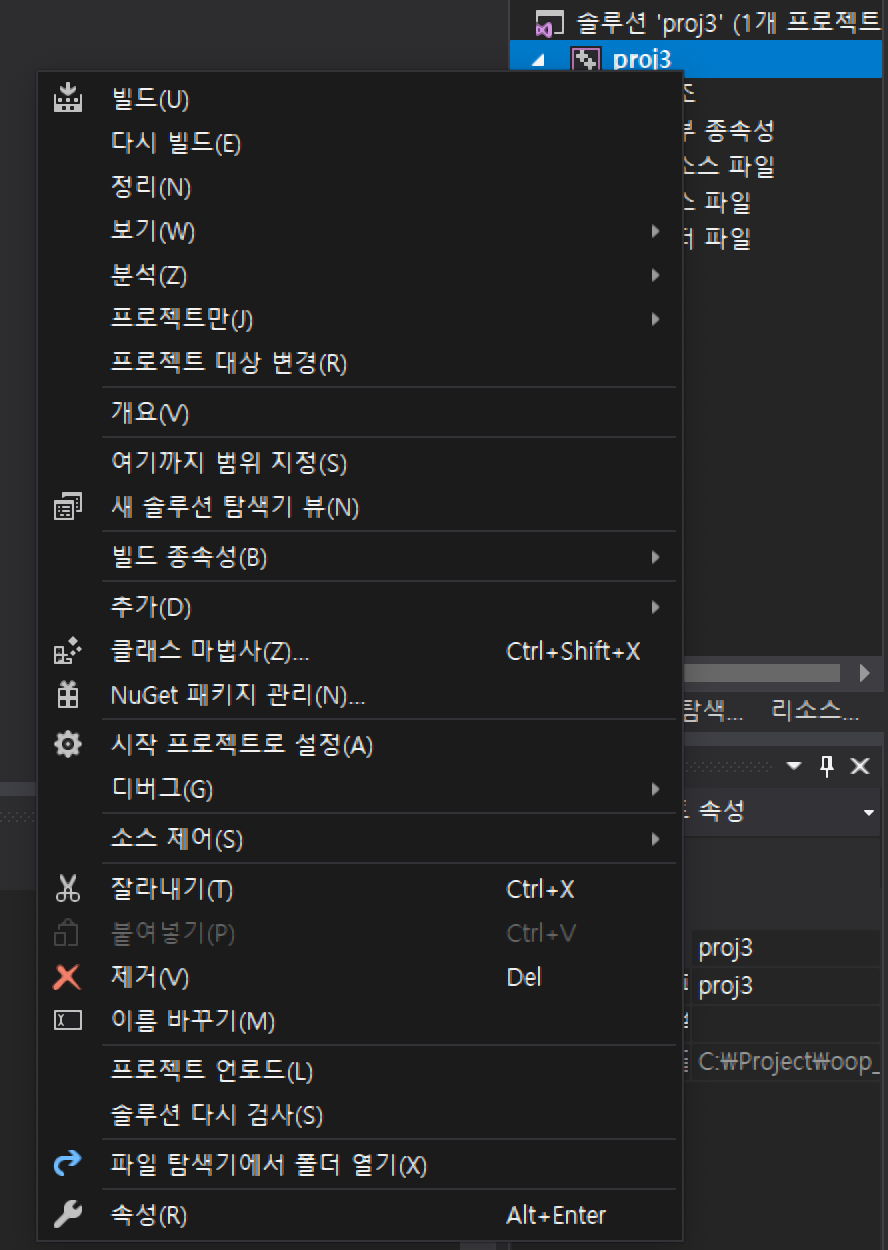 솔루션 'proj3' (1개 프로젝트
proj3
빌드(U)
다시 빌드(E)
정리(N)
보기(W)
분석(Z)
프로젝트만(J)
프로젝트 대상 변경(R)
개요(V)
여기까지 범위 지정(S)
새 솔루션 탐색기 뷰(N)
빌드 종속성(B)
추가(D)
클래스 마법사(Z)... Ctrl+Shift+X
NuGet 패키지 관리(N)...
시작 프로젝트로 설정(A)
디버그(G)
소스 제어(S)
잘라내기(T) Ctrl+X
붙여넣기(P) Ctrl+V
제거(V) Del
이름 바꾸기(M)
프로젝트 언로드(L)
솔루션 다시 검사(S)
파일 탐색기에서 폴더 열기(X)
속성(R) Alt+Enter
종속성
파일
파일
파일
탐색... 리소스...
속성
proj3
proj3
C:₩Project₩oop_